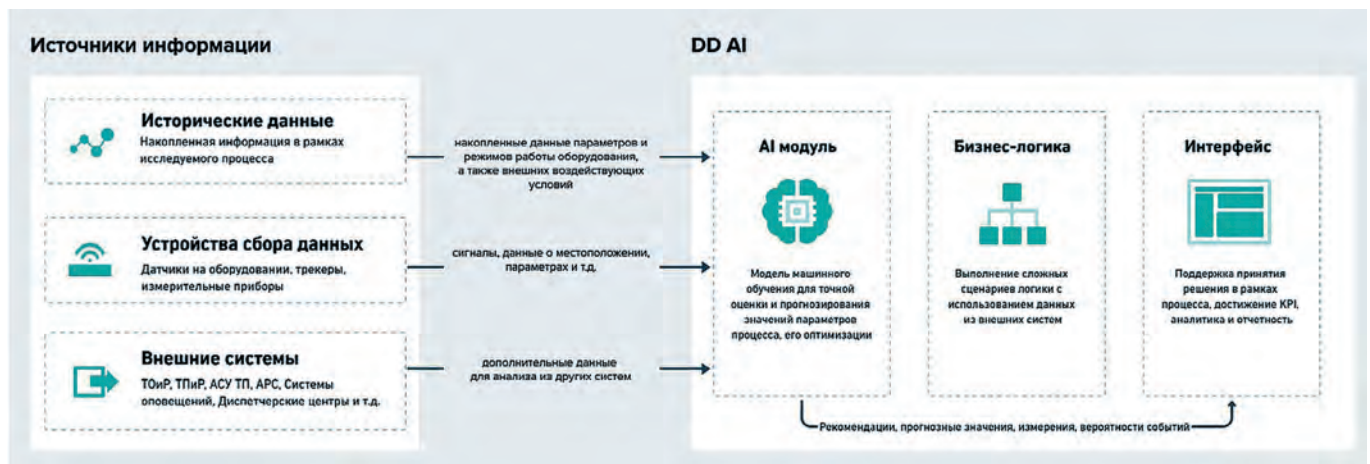 Источники информации
Исторические данные
Накопленная информация в рамках
исследуемого процесса
Устройства сбора данных
Датчики на оборудовании, трекеры,
измерительные приборы
Внешние системы
ТОиР, ТПиР, АСУ ТП, АРС, Системы
оповещений, Диспетчерские центры и т.д.
накопленные данные параметров и
режимов работы оборудования,
а также внешних воздействующих
условий
сигналы, данные о местоположении,
параметрах и т.д.
дополнительные данные
для анализа из других систем
DD AI
AI модуль
Модель машинного
обучения для точной
оценки и прогнозирования
значений параметров
процесса, его оптимизации
Бизнес-логика
Выполнение сложных
сценариев логики с
использованием данных
из внешних систем
Интерфейс
Поддержка принятия
решения в рамках
процесса, достижение KPI,
аналитика и отчетность
Рекомендации, прогнозные значения, измерения, вероятности событий